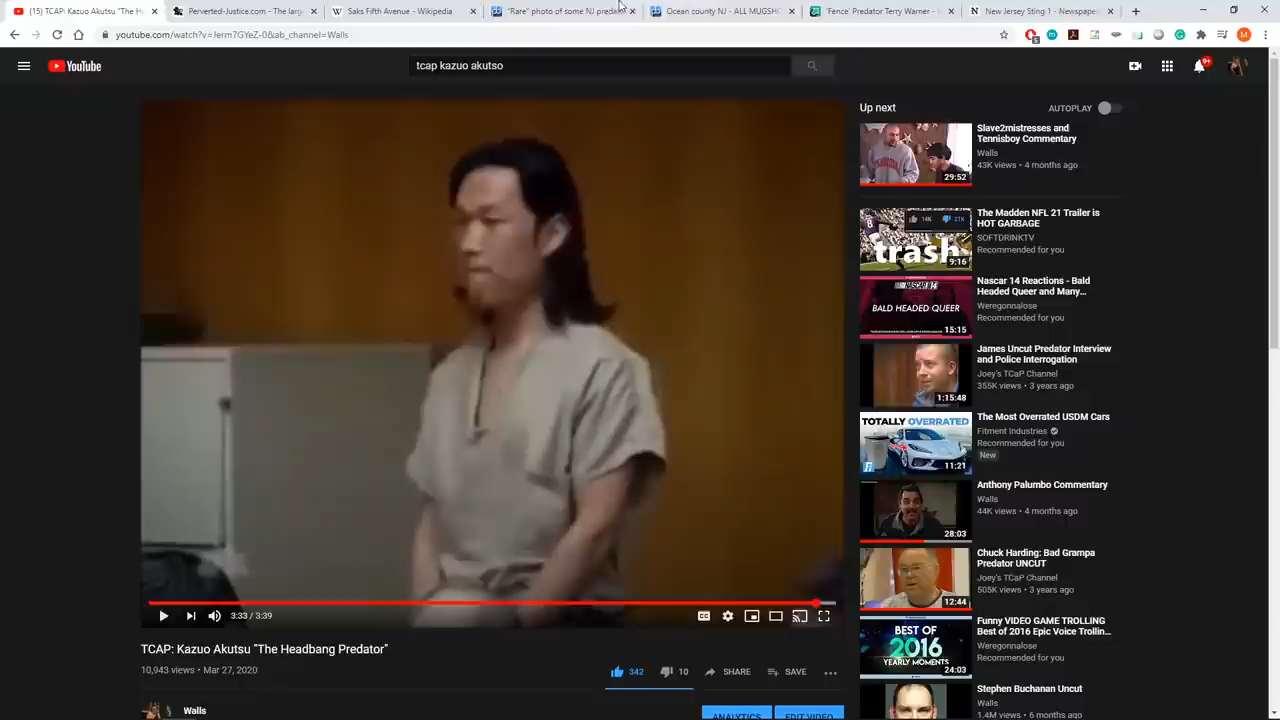 (15) TCAP: Kazuo Akutsu "The H
Perverted-Justice.com - The larg
Saks Fifth Avenue - Wikipedia
"Rare" photo of some NJ predat
Ocean county NJ - ALL MUGSH
'Fence' Predator Terry Warner - I
New Jersey Sting 1 - Newspaper
youtube.com/watch?v=Jerm7GYeZ-0&ab_channel=Walls
M
YouTube
tcap kazuo akutso
9+
Up next
AUTOPLAY
Slave2mistresses and
Tennisboy Commentary
Walls
43K views • 4 months ago
29:52
The Madden NFL 21 Trailer is
HOT GARBAGE
SOFTDRINKTV
Recommended for you
14K
21K
trash
9:16
Nascar 14 Reactions - Bald
Headed Queer and Many...
Weregonnalose
Recommended for you
BALD HEADED QUEER
15:15
James Uncut Predator Interview
and Police Interrogation
Joey's TCaP Channel
355K views • 3 years ago
1:15:48
The Most Overrated USDM Cars
Fitment Industries
Recommended for you
New
TOTALLY OVERRATED
11:21
Anthony Palumbo Commentary
Walls
44K views • 4 months ago
28:03
Chuck Harding: Bad Grampa
Predator UNCUT
Joey's TCaP Channel
505K views • 3 years ago
12:44
Funny VIDEO GAME TROLLING
Best of 2016 Epic Voice Trollin...
Weregonnalose
Recommended for you
BEST OF
2016
YEARLY MOMENTS
24:03
Stephen Buchanan Uncut
Walls
1.4M views • 6 months ago
3:33 / 3:39
TCAP: Kazuo Akutsu "The Headbang Predator"
10,943 views • Mar 27, 2020
342
10
SHARE
SAVE
Walls
ANALYTICS
EDIT VIDEO